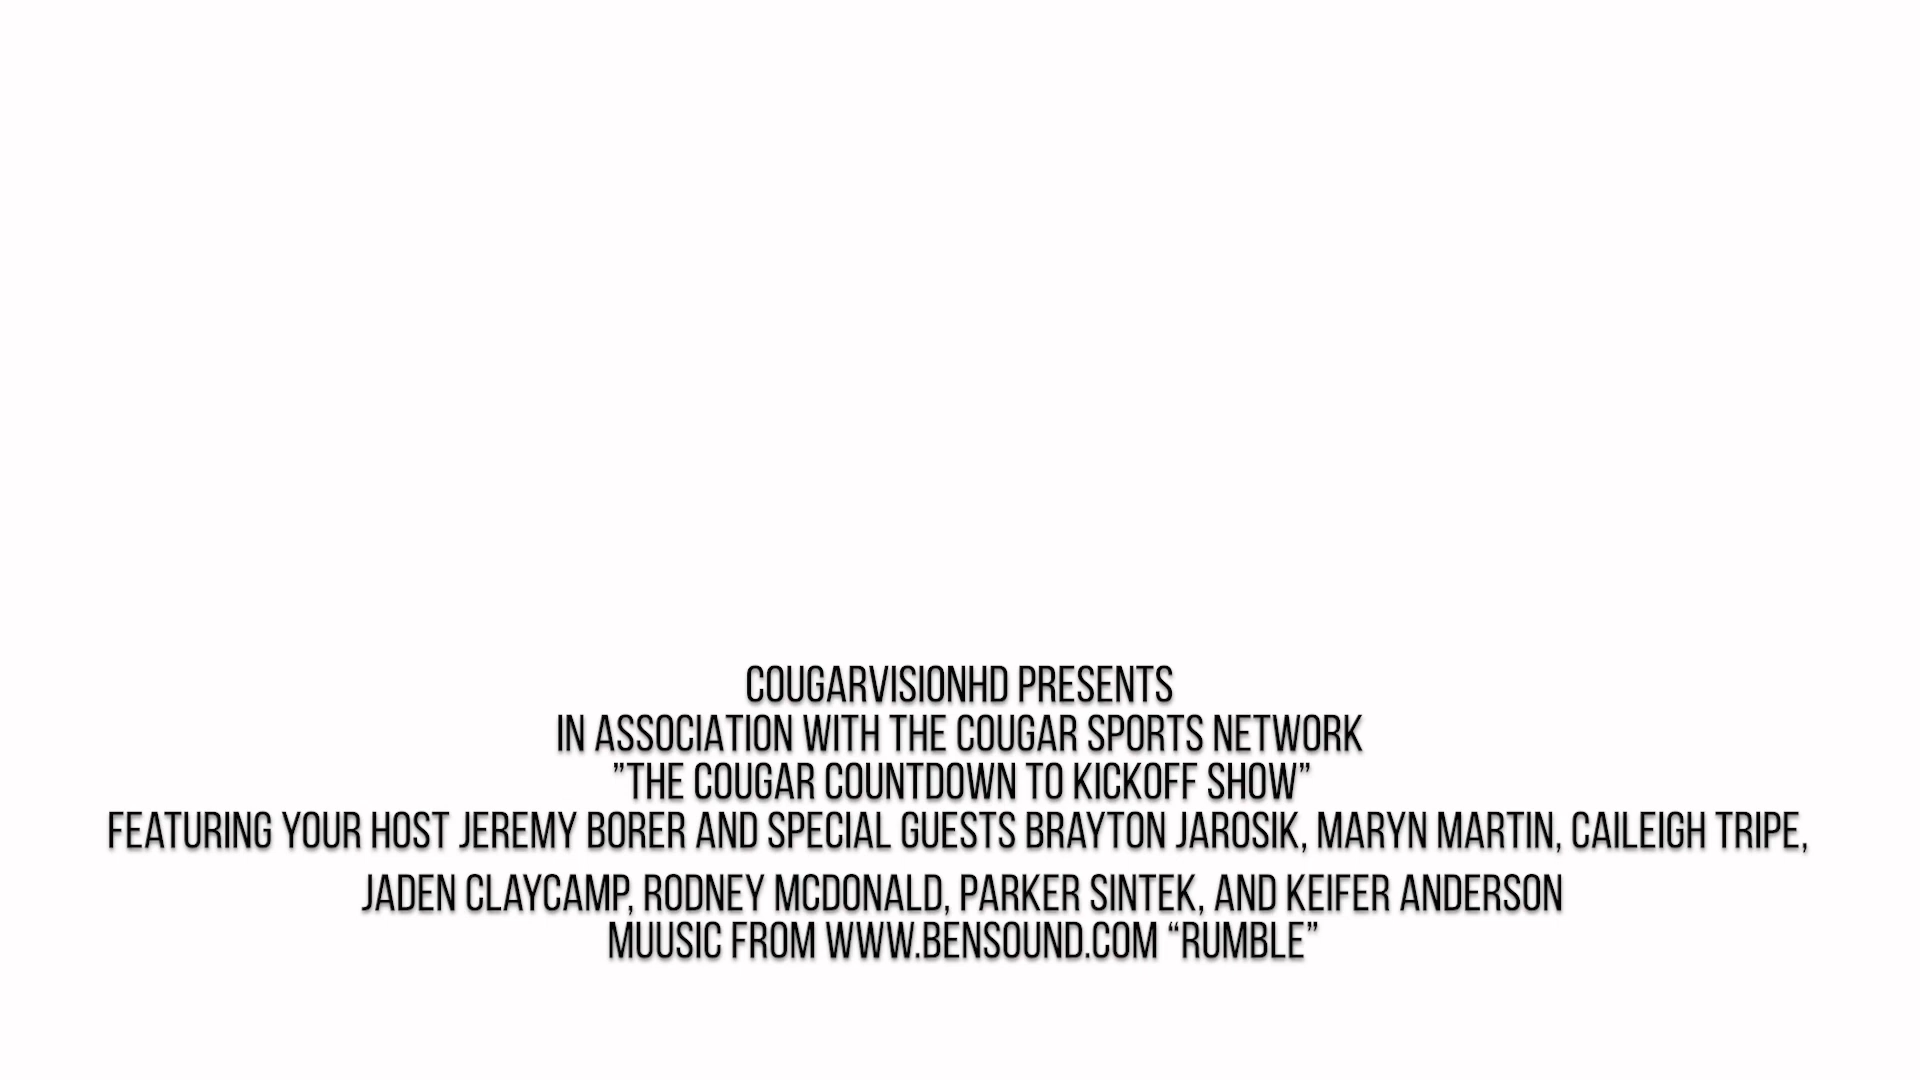 COUGARVISIONHD PRESENTS
IN ASSOCIATION WITH THE COUGAR SPORTS NETWORK
”THE COUGAR COUNTDOWN TO KICKOFF SHOW”
FEATURING YOUR HOST JEREMY BORER AND SPECIAL GUESTS BRAYTON JAROSIK, MARYN MARTIN, CAILEIGH TRIPE,
JADEN CLAYCAMP, RODNEY MCDONALD, PARKER SINTEK, AND KEIFER ANDERSON
MUUSIC FROM WWW.BENSOUND.COM “RUMBLE”